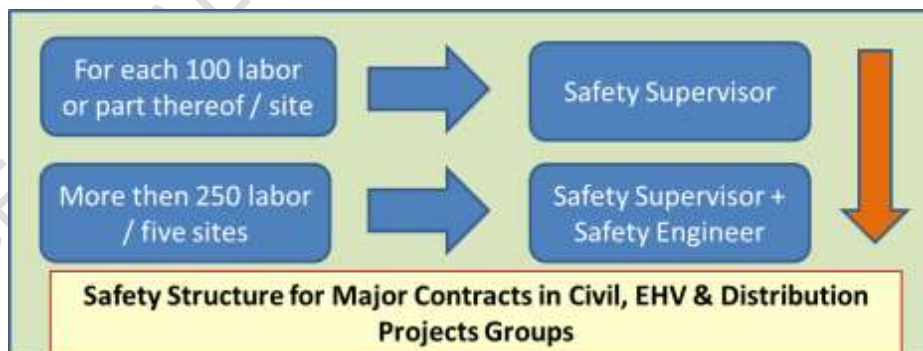 For each 100 labor
or part thereof / site
Safety Supervisor
More then 250 labor
/ five sites
Safety Supervisor +
Safety Engineer
Safety Structure for Major Contracts in Civil, EHV & Distribution
Projects Groups